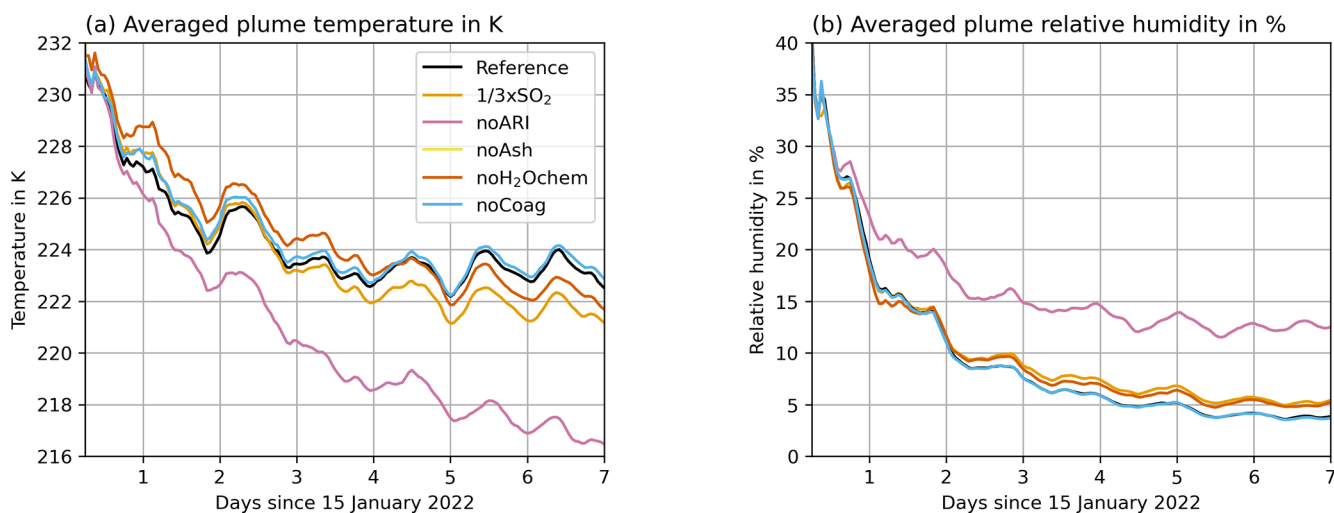 (a) Averaged plume temperature in K
232
230
228
226
224
222
220
218
216
Temperature in K
Reference
1/3xSO₂
noARI
noAsh
noH₂Ochem
noCoag
1 2 3 4 5 6 7
Days since 15 January 2022
(b) Averaged plume relative humidity in %
40
35
30
25
20
15
10
5
0
Relative humidity in %
1 2 3 4 5 6 7
Days since 15 January 2022